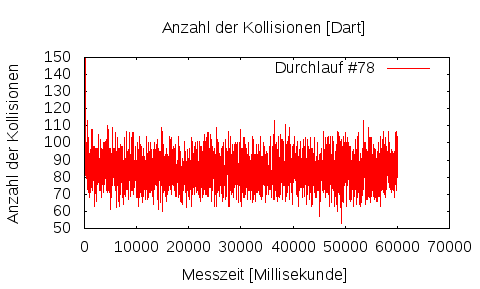 Anzahl der Kollisionen [Dart]
Durchlauf #78
Anzahl der Kollisionen
150
140
130
120
110
100
90
80
70
60
50
0 10000 20000 30000 40000 50000 60000 70000
Messzeit [Millisekunde]